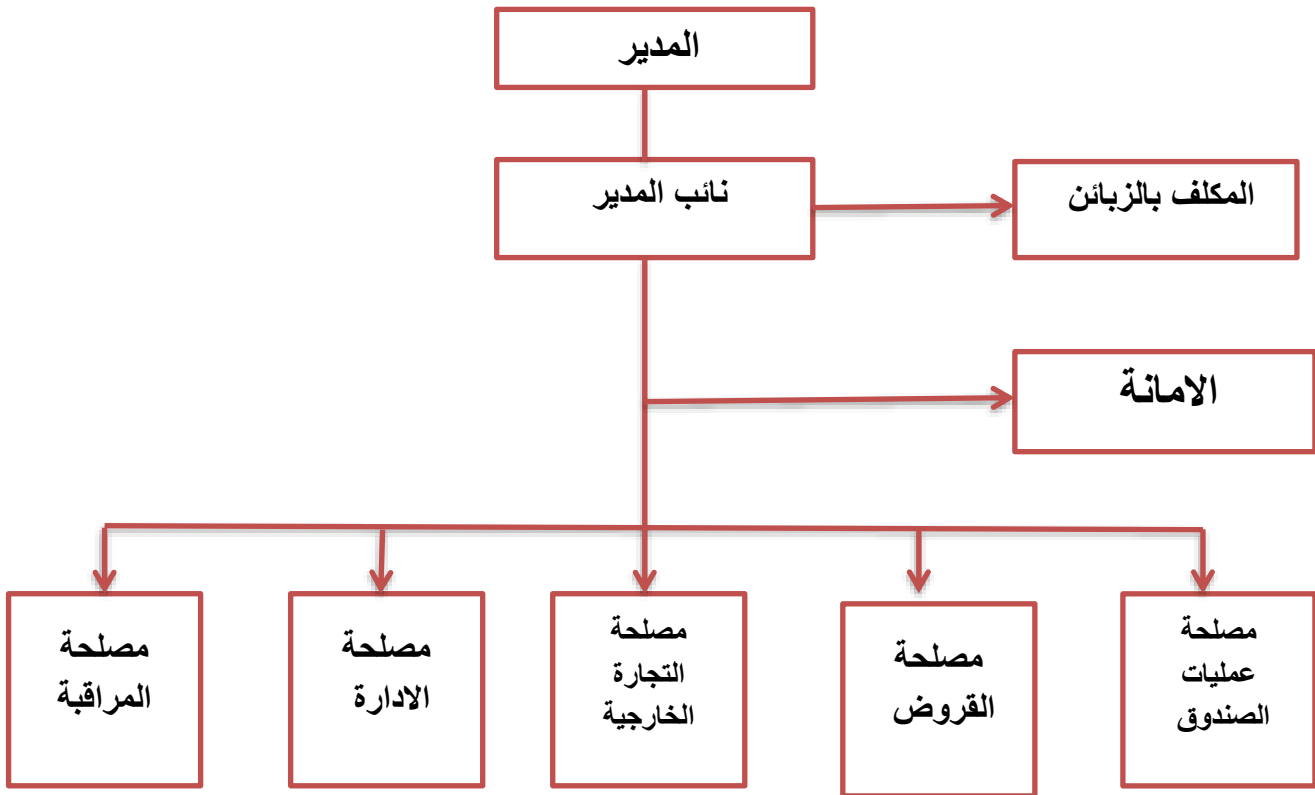 المدير
نائب المدير
المكلف بالزبائن
الامانة
مصلحة
عمليات
الصندوق
مصلحة
القروض
مصلحة
التجارة
الخارجية
مصلحة
الادارة
مصلحة
المراقبة